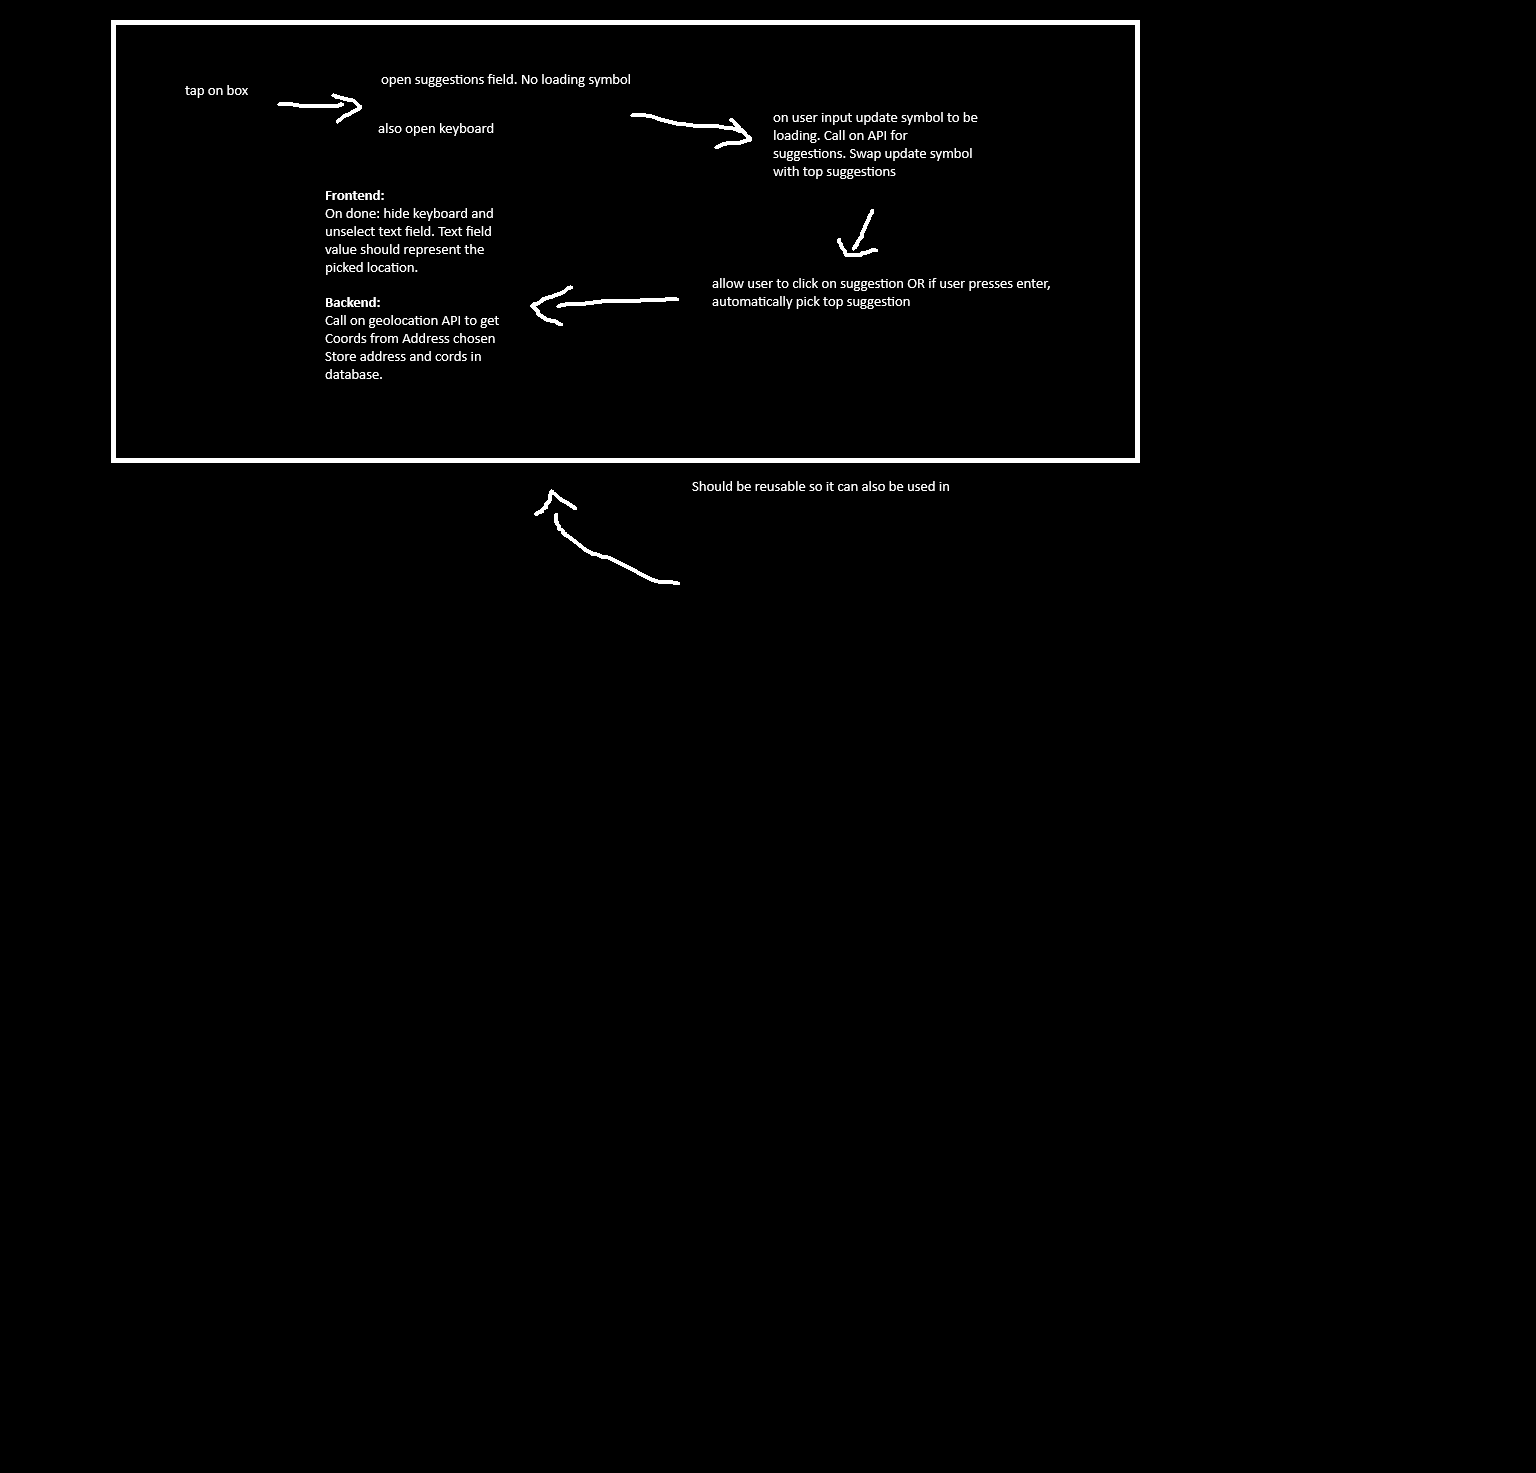 tap on box
open suggestions field. No loading symbol
also open keyboard
on user input update symbol to be
loading. Call on API for
suggestions. Swap update symbol
with top suggestions
allow user to click on suggestion OR if user presses enter,
automatically pick top suggestion
Frontend:
On done: hide keyboard and
unselect text field. Text field
value should represent the
picked location.
Backend:
Call on geolocation API to get
Coords from Address chosen
Store address and cords in
database.
Should be reusable so it can also be used in